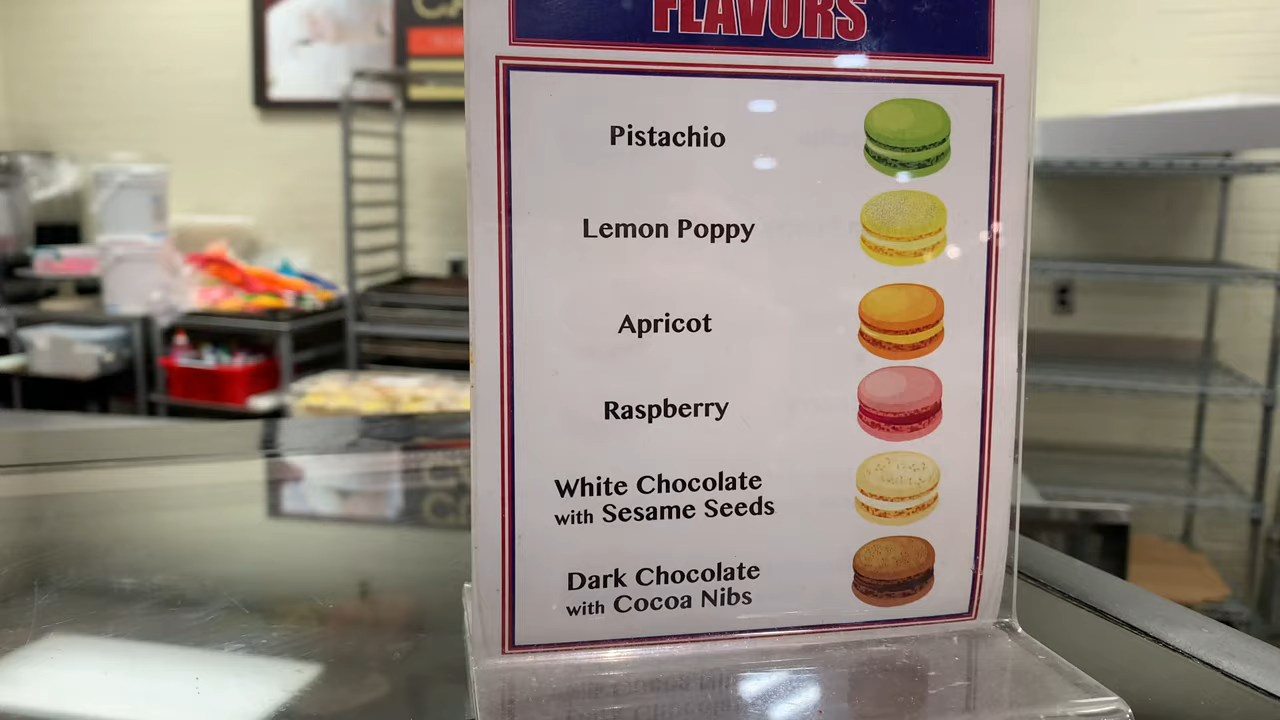 FLAVORS
Pistachio
Lemon Poppy
Apricot
Raspberry
White Chocolate
with Sesame Seeds
Dark Chocolate
with Cocoa Nibs